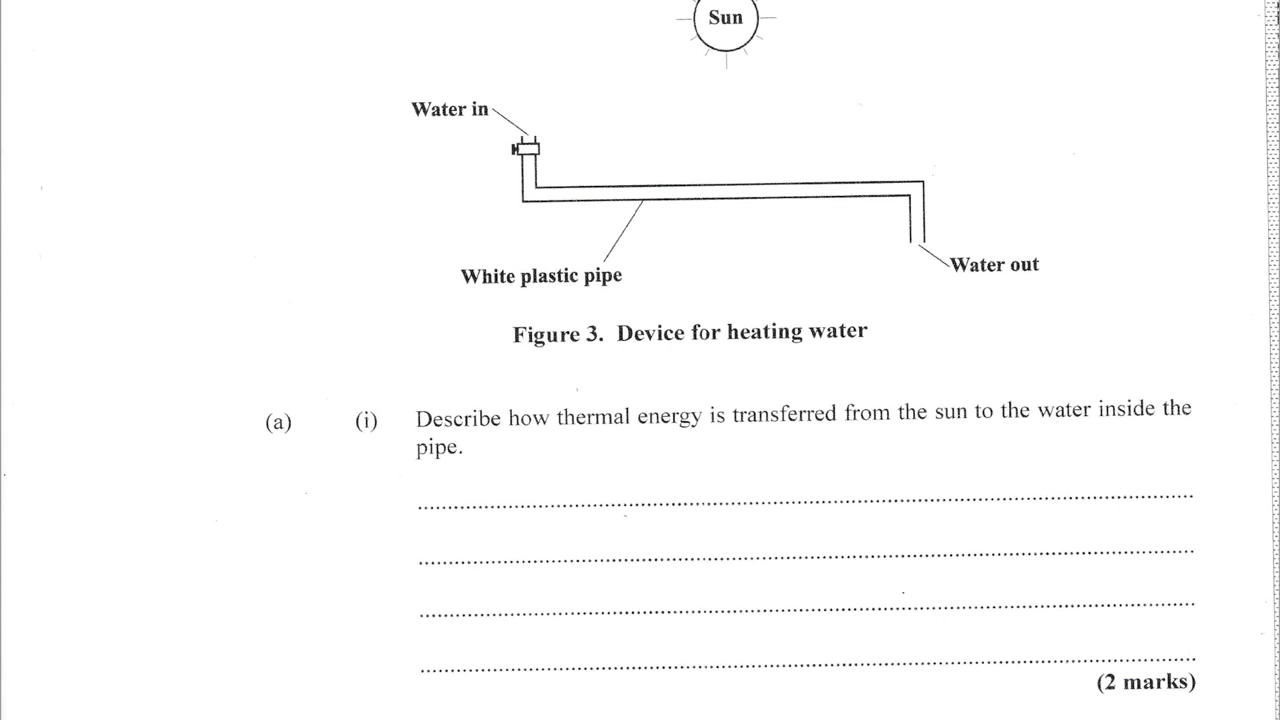 Sun
Water in
White plastic pipe
Water out
Figure 3. Device for heating water
(a) (i) Describe how thermal energy is transferred from the sun to the water inside the
pipe.
(2 marks)